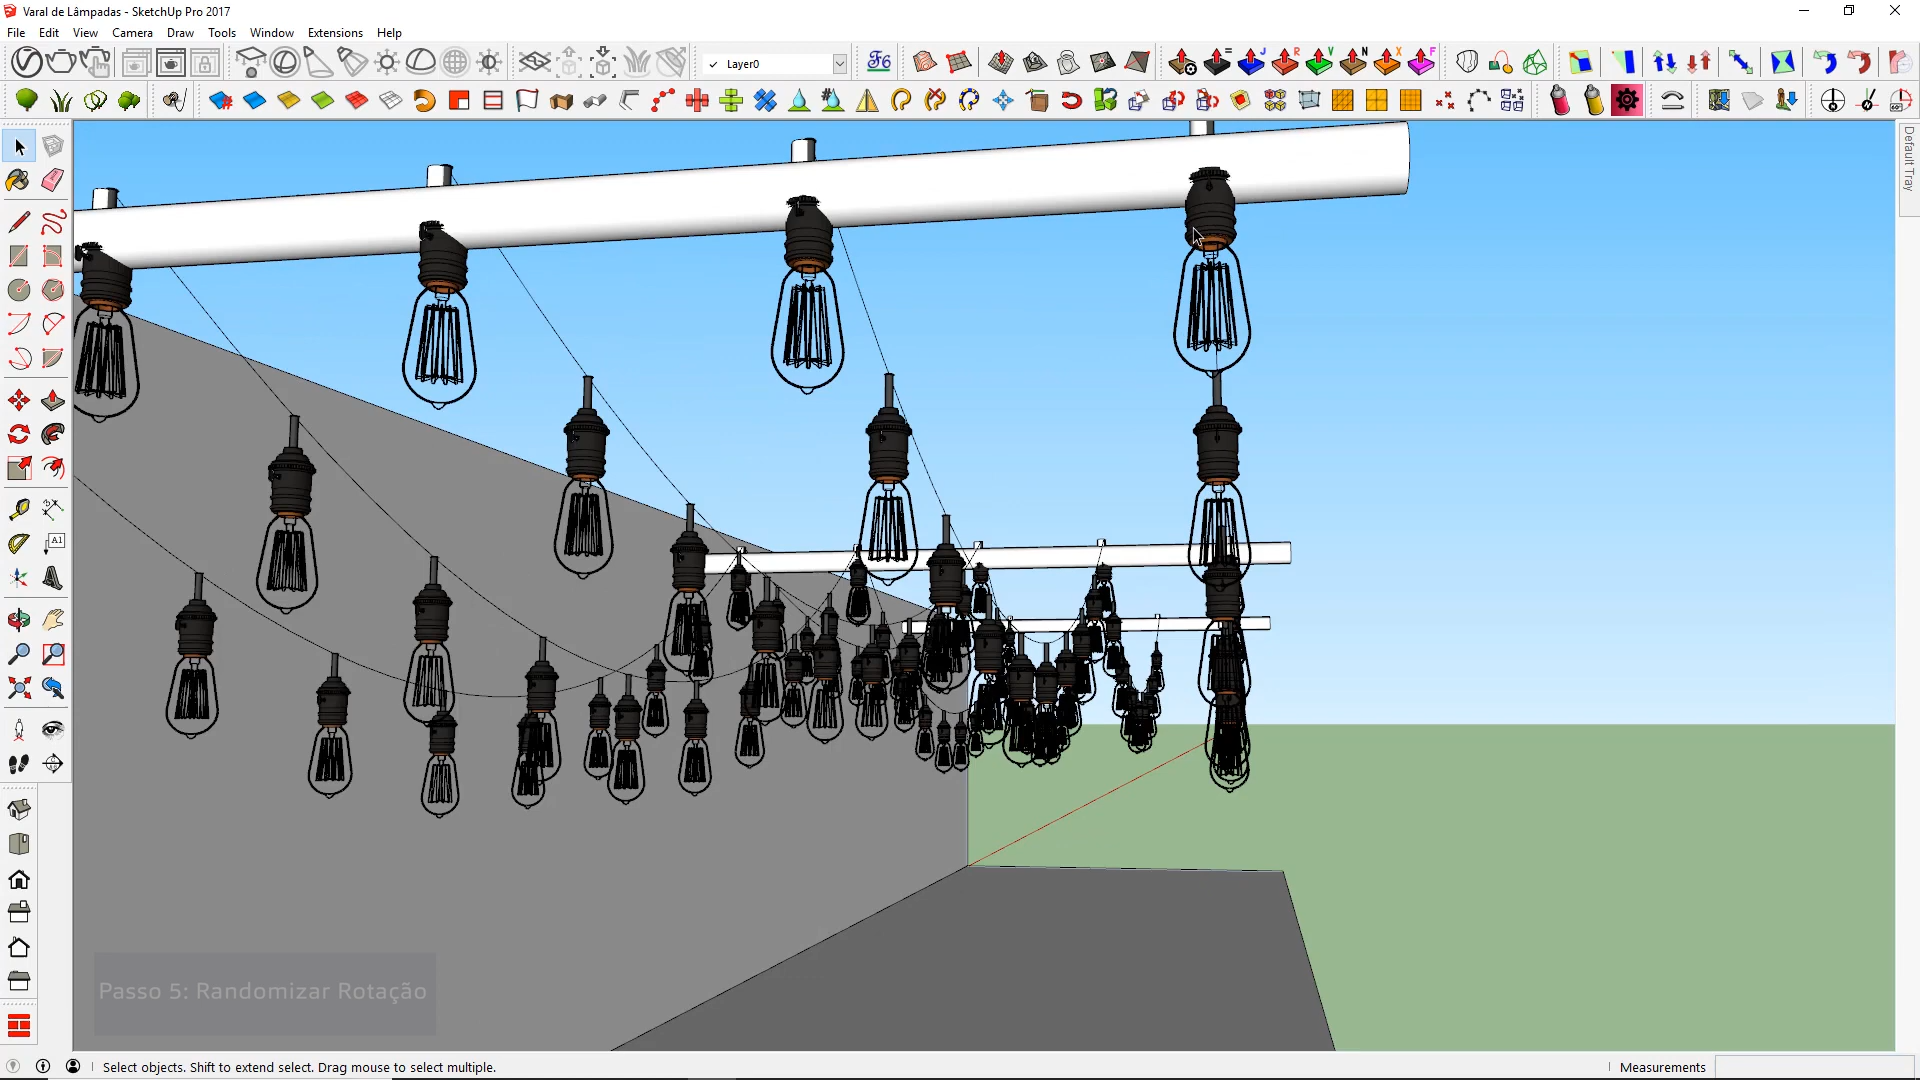 Varal de Lâmpadas - SketchUp Pro 2017
File Edit View Camera Draw Tools Window Extensions Help
Layer0
Default Tray
A1
Passo 5: Randomizar Rotação
Select objects. Shift to extend select. Drag mouse to select multiple.
Measurements